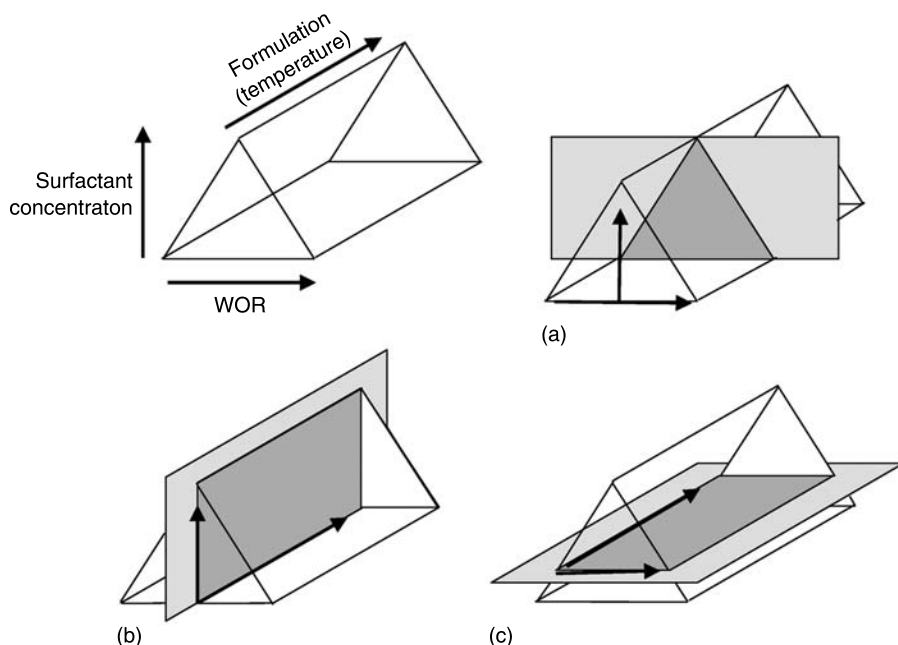 Formulation
(temperature)
Surfactant
concentraton
WOR
(a)
(b)
(c)